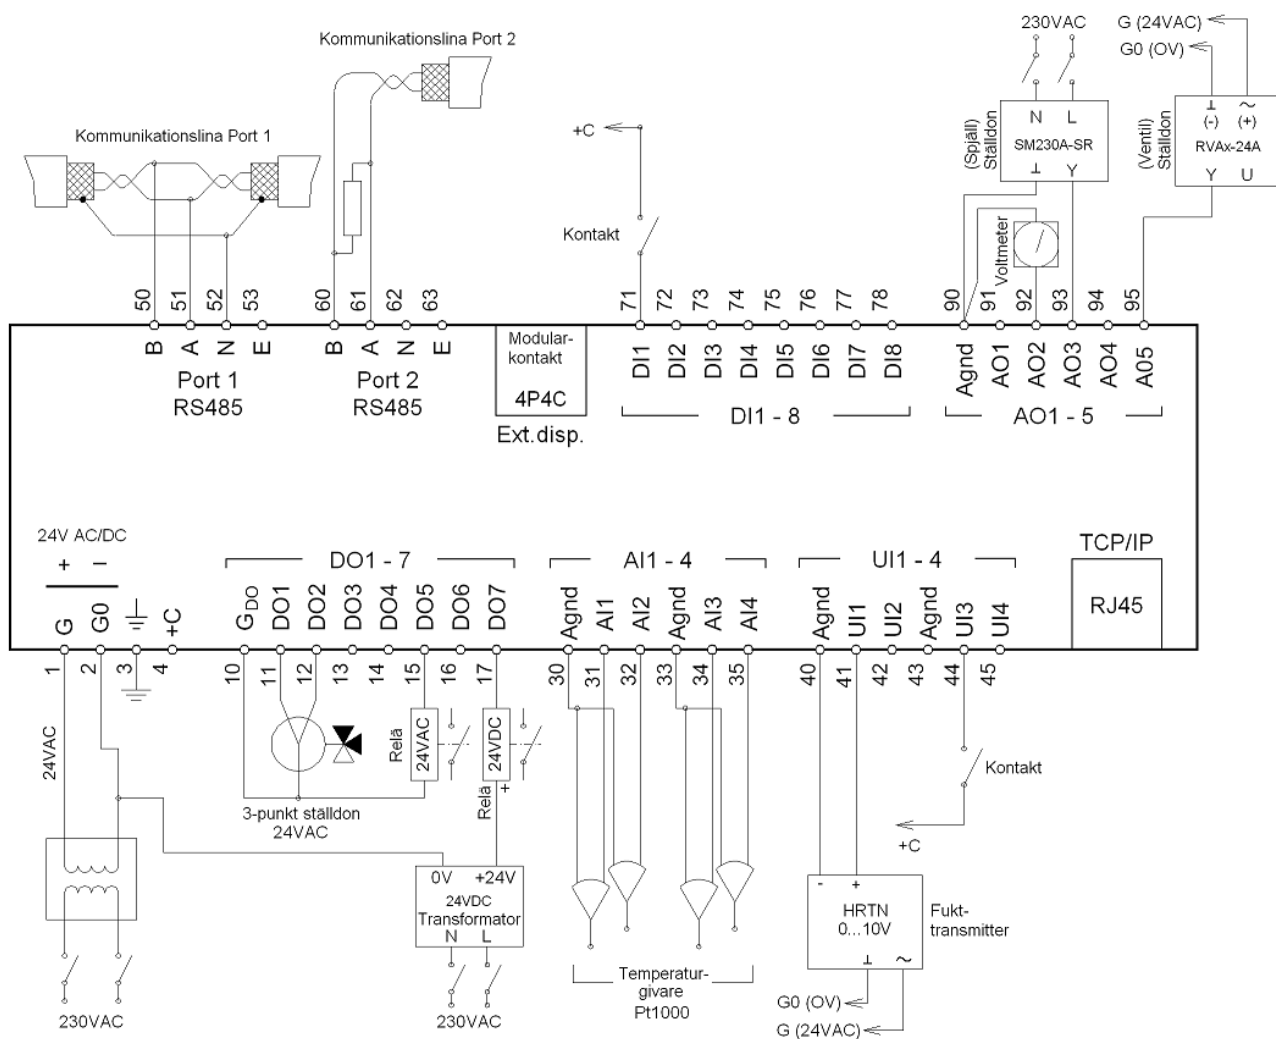 230VAC
G (24VAC)
G0 (OV)
Kommunikationslina Port 2
Kommunikationslina Port 1
+C
Kontakt
(Spjäll)
Ställdon
N L
SM230A-SR
⊥ Y
Voltmeter
(Ventil)
Ställdon
⊥ ~
(-) (+)
RVAx-24A
Y U
50 51 52 53 60 61 62 63 71 72 73 74 75 76 77 78 90 91 92 93 94 95
B A N E
Port 1
RS485
B A N E
Port 2
RS485
Modular-
kontakt
4P4C
Ext.disp.
DI1 DI2 DI3 DI4 DI5 DI6 DI7 DI8
DI1 - 8
Agnd AO1 AO2 AO3 AO4 A05
AO1 - 5
24V AC/DC
+ −
G G0 +C
DO1 - 7
GDO DO1 DO2 DO3 DO4 DO5 DO6 DO7
AI1 - 4
Agnd AI1 AI2 Agnd AI3 AI4
UI1 - 4
Agnd UI1 UI2 Agnd UI3 UI4
TCP/IP
RJ45
1 2 3 4 10 11 12 13 14 15 16 17 30 31 32 33 34 35 40 41 42 43 44 45
24VAC
3-punkt ställdon
24VAC
Relä
24VAC
Relä
24VDC
+
Kontakt
+C
0V +24V
24VDC
Transformator
N L
230VAC
230VAC
Temperatur-
givare
Pt1000
- +
HRTN
0...10V
⊥ ~
Fukt-
transmitter
G0 (OV)
G (24VAC)